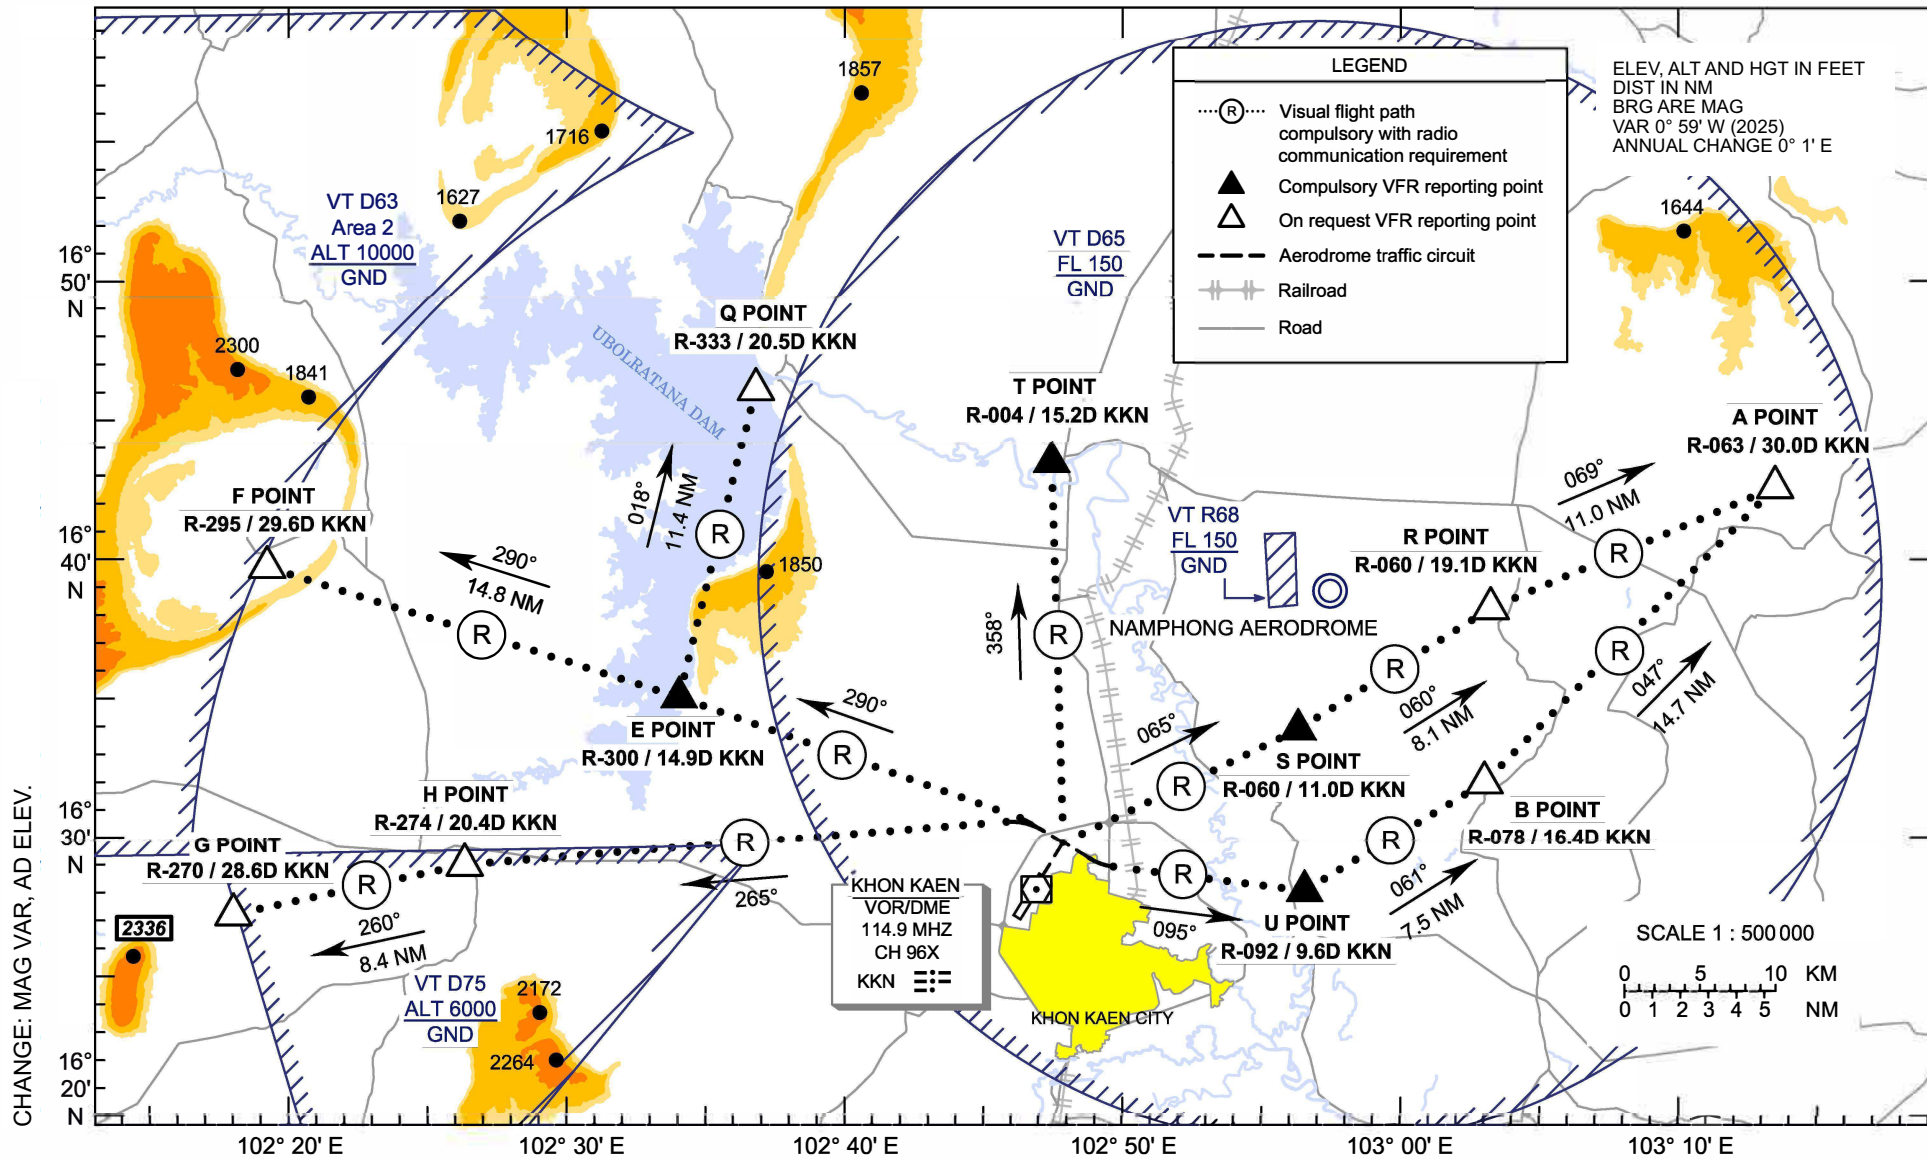 LEGEND
R
Visual flight path
compulsory with radio
communication requirement
Compulsory VFR reporting point
On request VFR reporting point
Aerodrome traffic circuit
Railroad
Road
ELEV, ALT AND HGT IN FEET
DIST IN NM
BRG ARE MAG
VAR 0° 59' W (2025)
ANNUAL CHANGE 0° 1' E
1857
1716
1627
1644
VT D63
Area 2
ALT 10000
GND
VT D65
FL 150
GND
16°
50'
N
2300
1841
UBOLRATANA DAM
Q POINT
R-333 / 20.5D KKN
T POINT
R-004 / 15.2D KKN
A POINT
R-063 / 30.0D KKN
F POINT
R-295 / 29.6D KKN
018°
11.4 NM
R
069°
11.0 NM
R
VT R68
FL 150
GND
R POINT
R-060 / 19.1D KKN
16°
40'
N
290°
14.8 NM
R
1850
358°
R
NAMPHONG AERODROME
R
R
047°
14.7 NM
E POINT
R-300 / 14.9D KKN
290°
R
065°
R
060°
8.1 NM
S POINT
R-060 / 11.0D KKN
B POINT
R-078 / 16.4D KKN
H POINT
R-274 / 20.4D KKN
16°
30'
N
G POINT
R-270 / 28.6D KKN
R
R
265°
260°
8.4 NM
R
095°
R
061°
7.5 NM
U POINT
R-092 / 9.6D KKN
KHON KAEN
VOR/DME
114.9 MHZ
CH 96X
KKN
2336
VT D75
ALT 6000
GND
2172
2264
KHON KAEN CITY
SCALE 1 : 500 000
0 5 10 KM
0 1 2 3 4 5 NM
16°
20'
N
102° 20' E
102° 30' E
102° 40' E
102° 50' E
103° 00' E
103° 10' E
CHANGE: MAG VAR, AD ELEV.